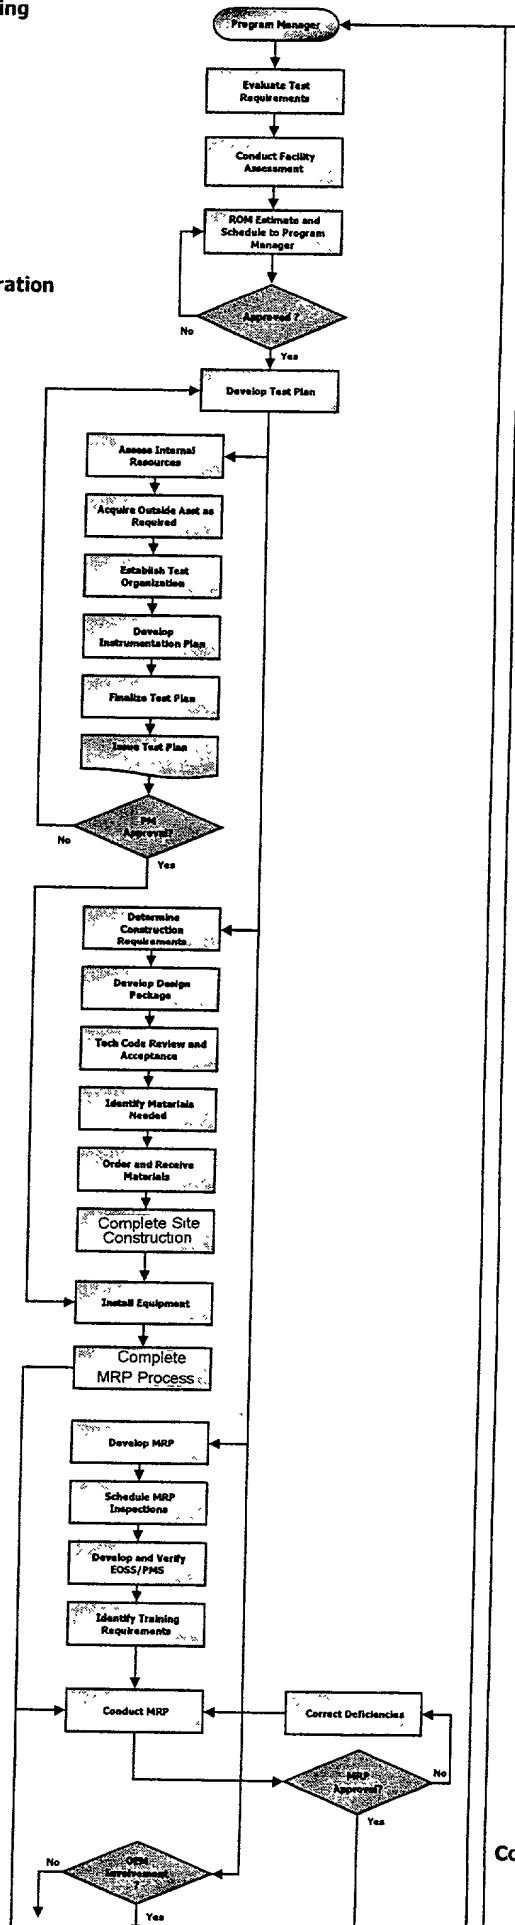 ing
Program Manager
Evaluate Test
Requirements
Conduct Facility
Assessment
ROM Estimate and
Schedule to Program
Manager
ration
Approved ?
No
Yes
Develop Test Plan
Assess Internal
Resources
Acquire Outside Asst as
Required
Establish Test
Organization
Develop
Instrumentation Plan
Finalize Test Plan
Issue Test Plan
PM
Approval?
No
Yes
Determine
Construction
Requirements
Develop Design
Package
Tech Code Review and
Acceptance
Identify Materials
Needed
Order and Receive
Materials
Complete Site
Construction
Install Equipment
Complete
MRP Process
Develop MRP
Schedule MRP
Inspections
Develop and Verify
EOSS/PMS
Identify Training
Requirements
Conduct MRP
Correct Deficiencies
MRP
Approval?
No
Yes
Co
OEM
Involvement
?
No
Yes